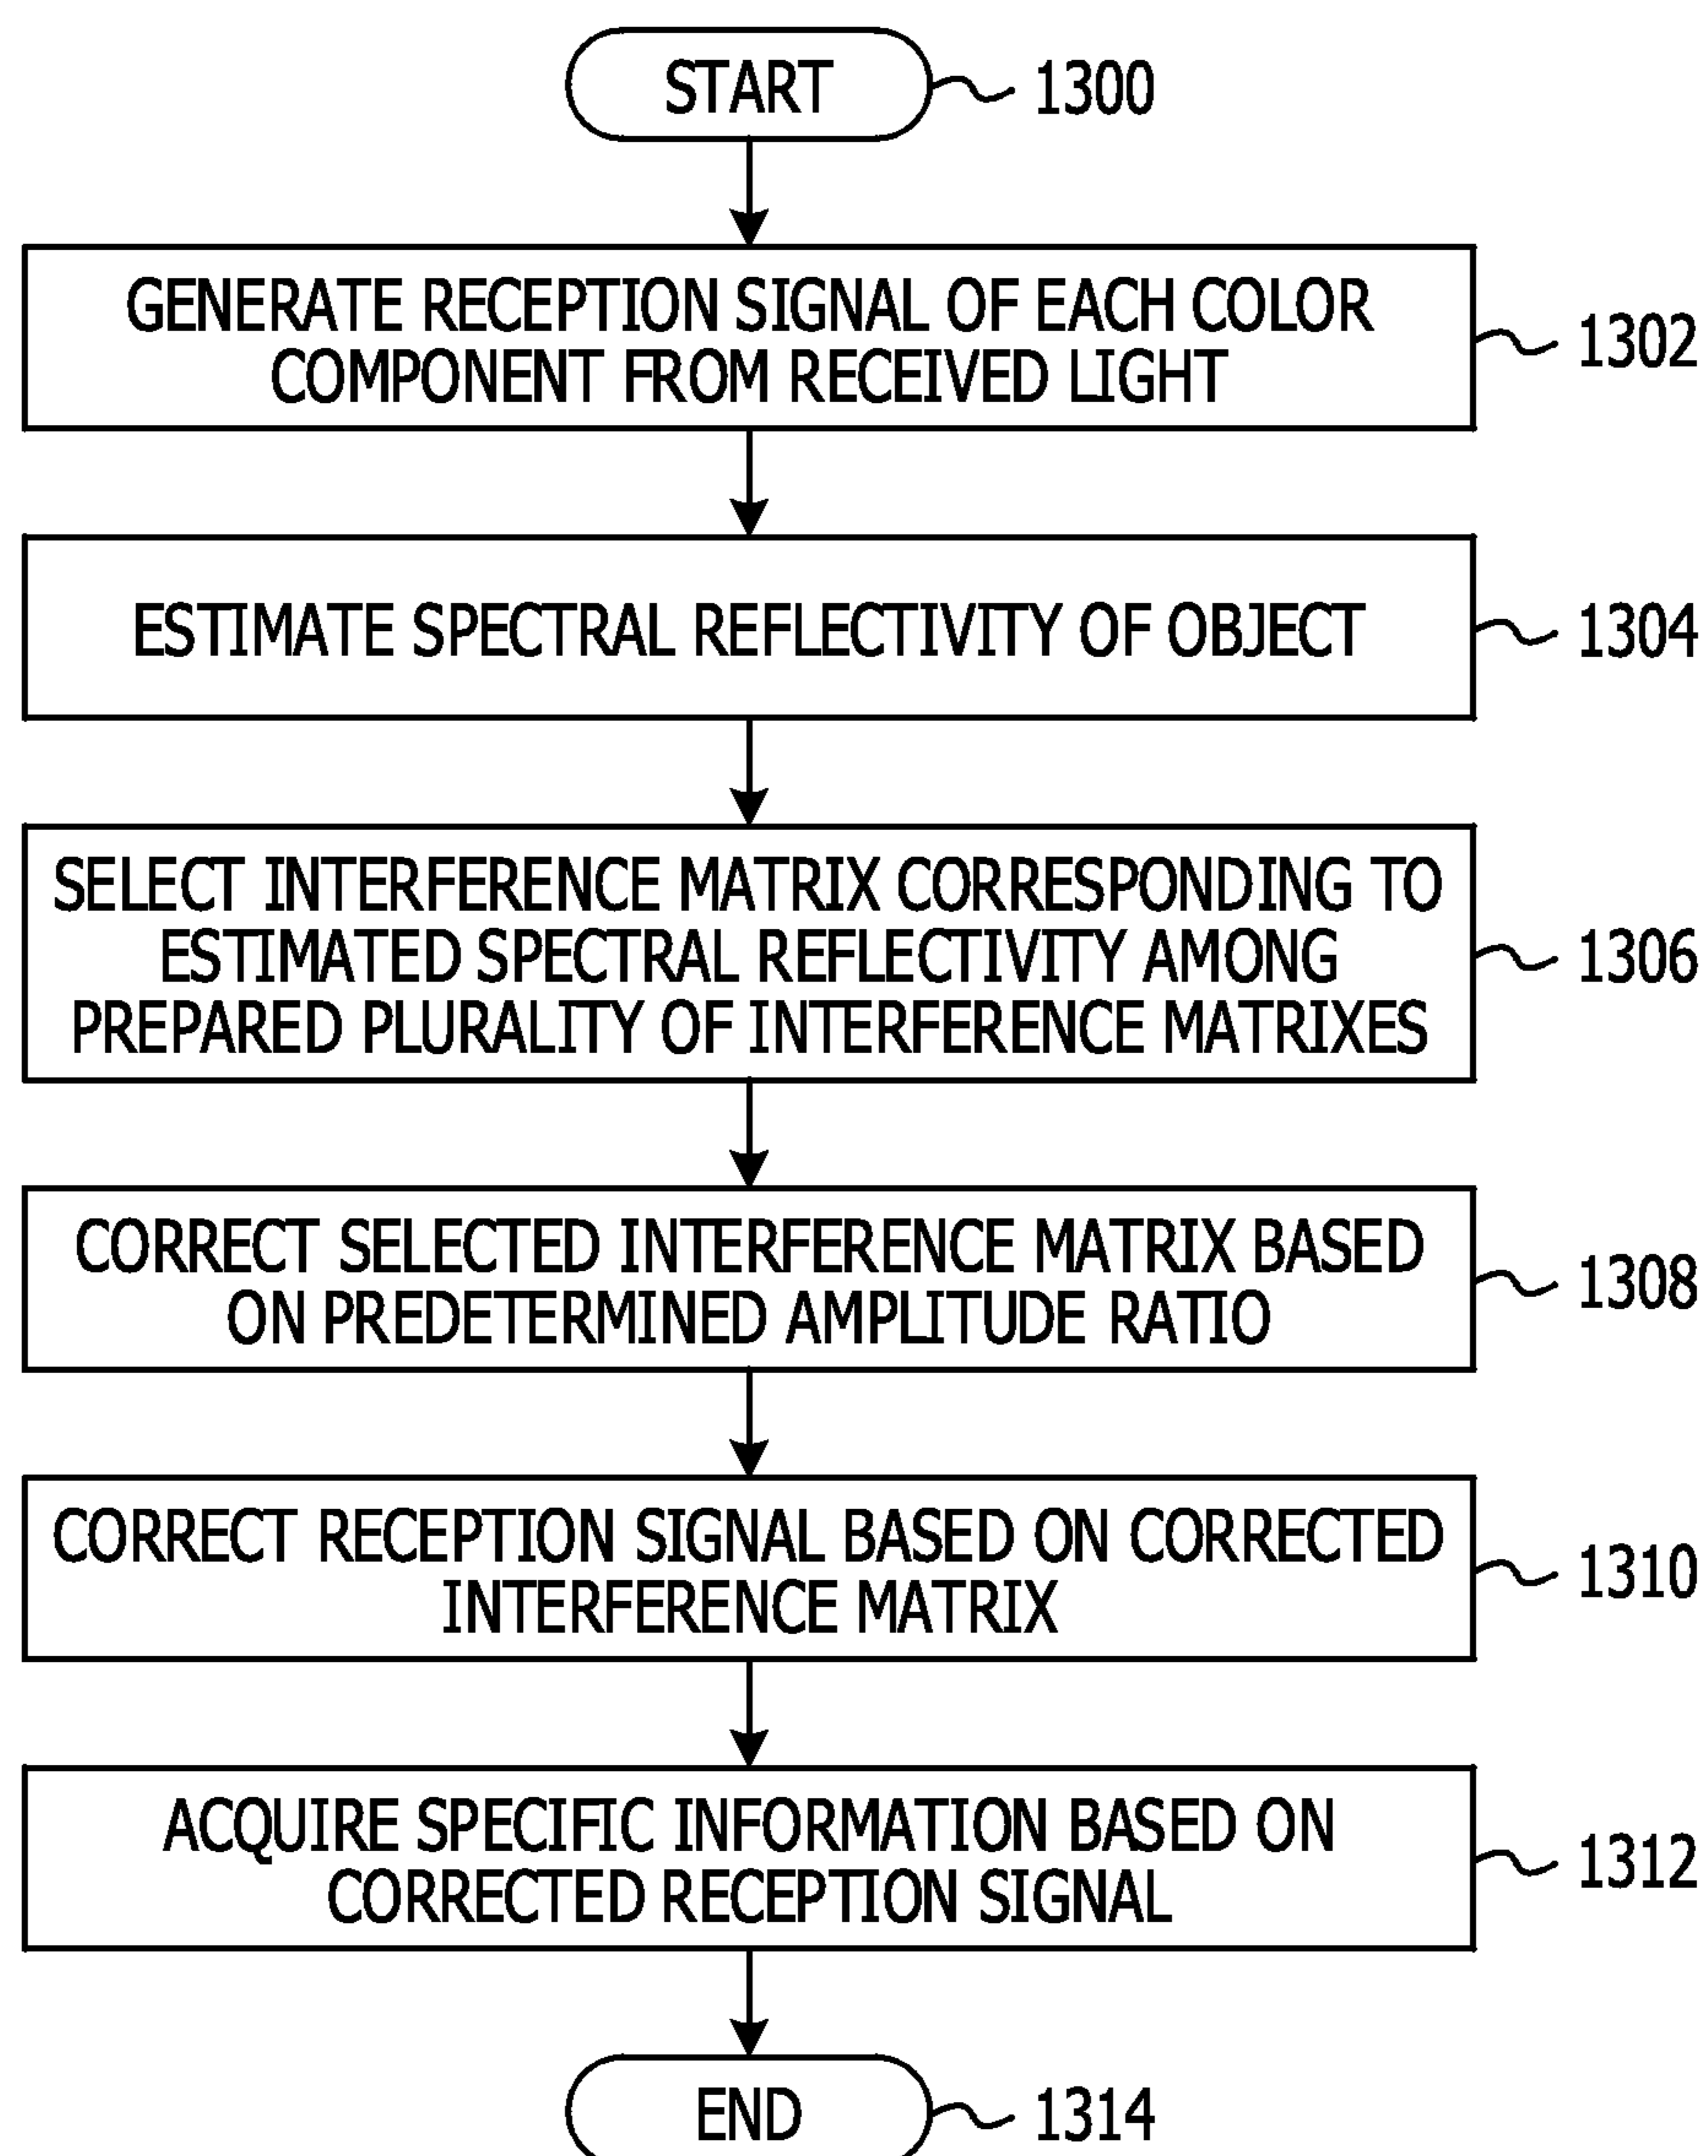 START
1300
GENERATE RECEPTION SIGNAL OF EACH COLOR
COMPONENT FROM RECEIVED LIGHT
1302
ESTIMATE SPECTRAL REFLECTIVITY OF OBJECT
1304
SELECT INTERFERENCE MATRIX CORRESPONDING TO
ESTIMATED SPECTRAL REFLECTIVITY AMONG
PREPARED PLURALITY OF INTERFERENCE MATRIXES
1306
CORRECT SELECTED INTERFERENCE MATRIX BASED
ON PREDETERMINED AMPLITUDE RATIO
1308
CORRECT RECEPTION SIGNAL BASED ON CORRECTED
INTERFERENCE MATRIX
1310
ACQUIRE SPECIFIC INFORMATION BASED ON
CORRECTED RECEPTION SIGNAL
1312
END
1314